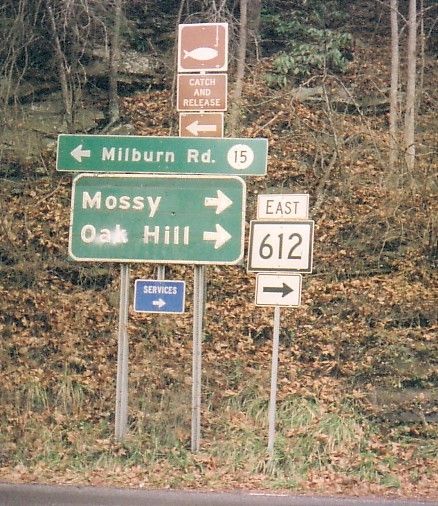 CATCH
AND
RELEASE
Milburn Rd. 15
Mossy
Oak Hill
EAST
612
SERVICES